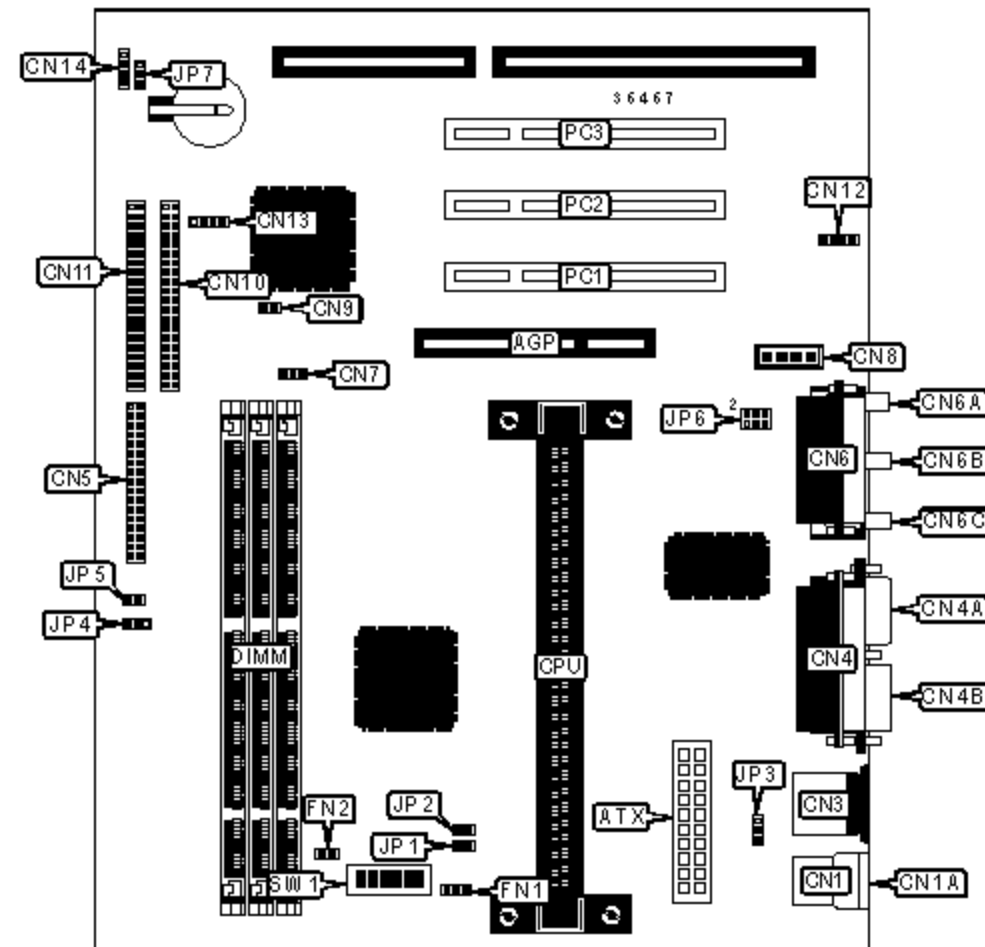 CN14
JP7
36467
PC3
CN12
PC2
CN13
CN11
CN10
PC1
CN9
AGP
CN8
CN7
2
JP6
CN6A
CN6
CN6B
CN5
CN6C
JP5
JP4
CN4A
DIMM
CPU
CN4
CN4B
JP3
FN2
JP2
ATX
CN3
JP1
SW1
FN1
CN1
CN1A